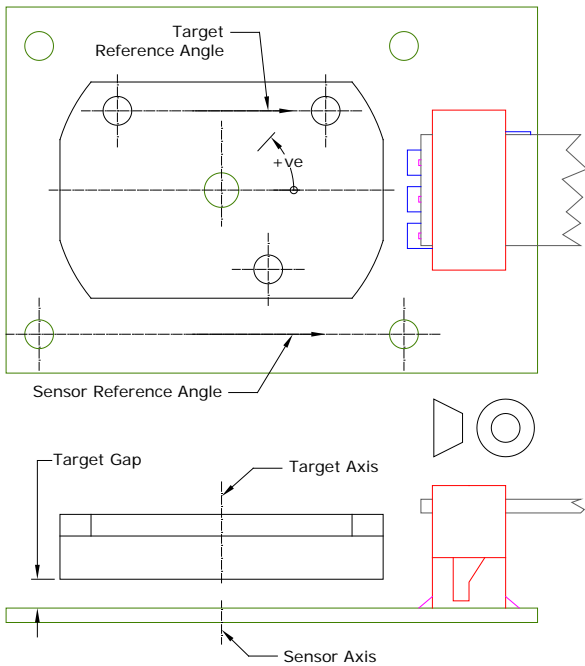 Target
Reference Angle
+ve
Sensor Reference Angle
Target Gap
Target Axis
Sensor Axis